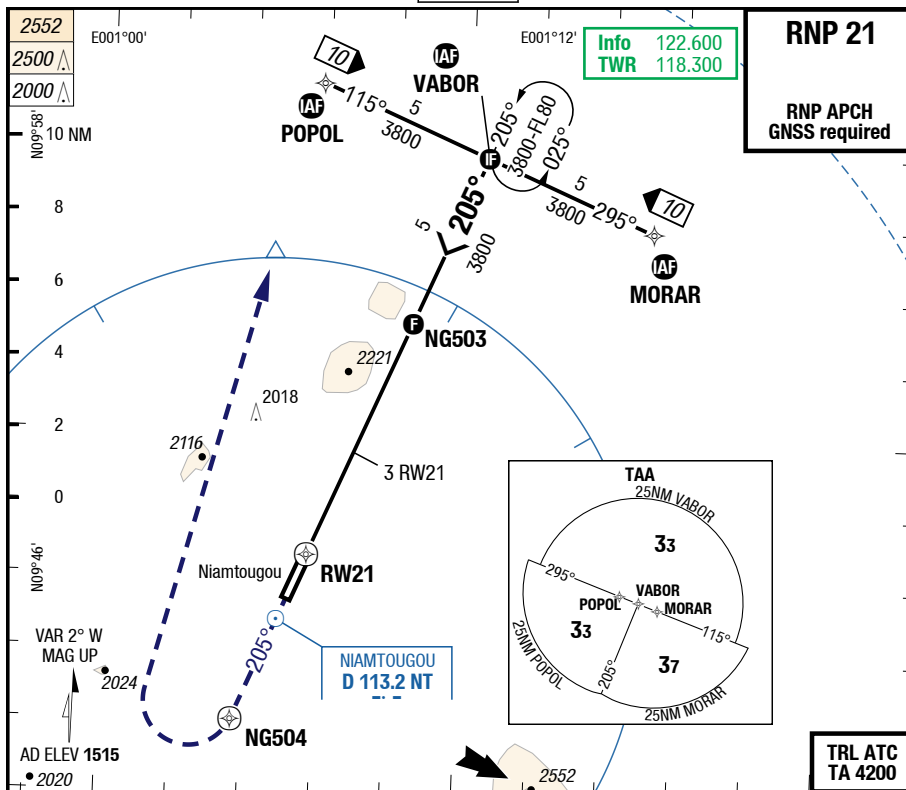 2552
2500
2000
E001°00'
E001°12'
Info 122.600
TWR 118.300
RNP 21
RNP APCH
GNSS required
N09°58'
10 NM
8
6
4
2
0
N09°46'
10
IAF
POPOL
115°
5
3800
IAF
VABOR
IF
205°
3800-FL80
025°
5
3800
295°
10
IAF
MORAR
205°
5
3800
F
NG503
2221
2018
2116
3 RW21
Niamtougou
RW21
205°
NIAMTOUGOU
D 113.2 NT
NG504
VAR 2° W
MAG UP
2024
AD ELEV 1515
2020
2552
TAA
25NM VABOR
33
295°
VABOR
POPOL
MORAR
33
115°
205°
37
25NM POPOL
25NM MORAR
TRL ATC
TA 4200